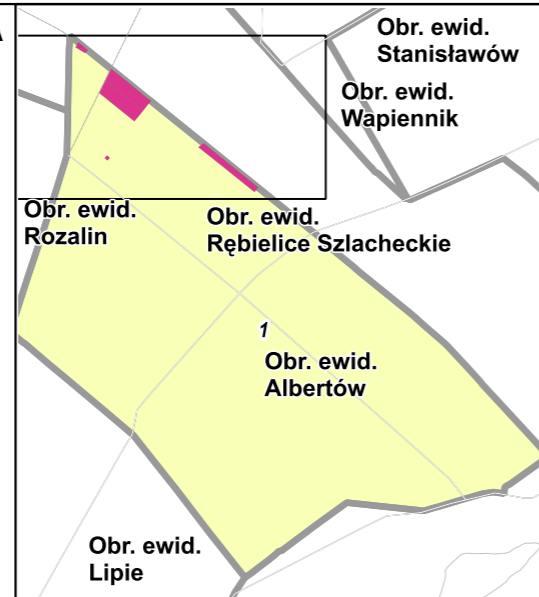 Obr. ewid.
Stanisławów
Obr. ewid.
Wapiennik
Obr. ewid.
Rozalin
Obr. ewid.
Rębielice Szlacheckie
1
Obr. ewid.
Albertów
Obr. ewid.
Lipie